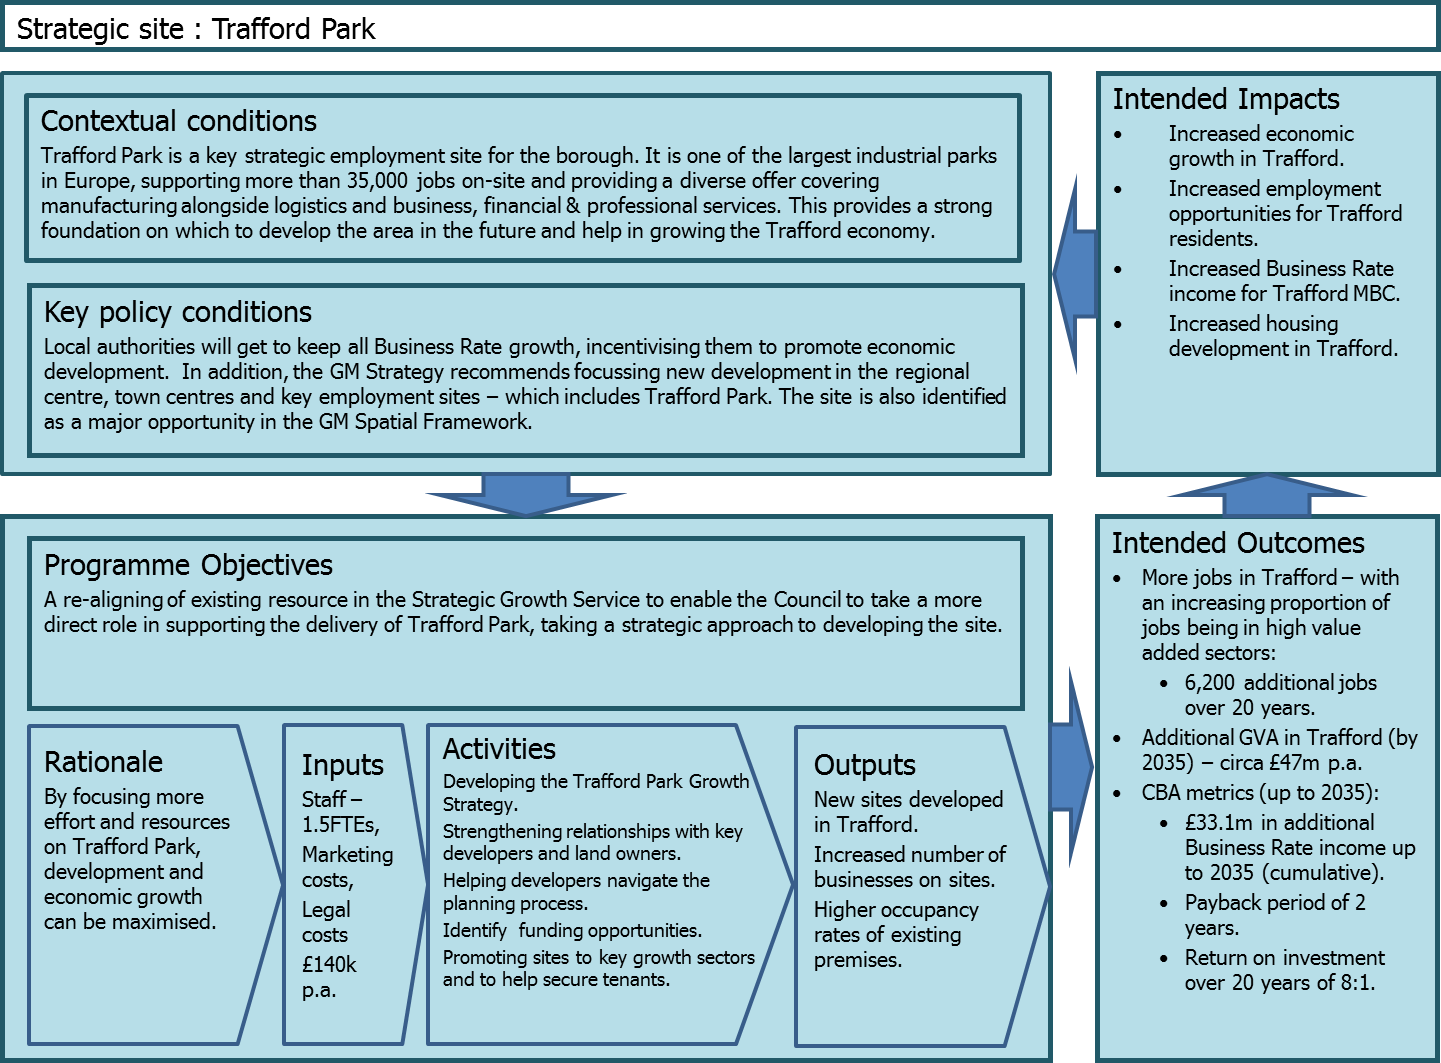 Strategic site : Trafford Park
Contextual conditions
Trafford Park is a key strategic employment site for the borough. It is one of the largest industrial parks
in Europe, supporting more than 35,000 jobs on-site and providing a diverse offer covering
manufacturing alongside logistics and business, financial & professional services. This provides a strong
foundation on which to develop the area in the future and help in growing the Trafford economy.
Key policy conditions
Local authorities will get to keep all Business Rate growth, incentivising them to promote economic
development. In addition, the GM Strategy recommends focussing new development in the regional
centre, town centres and key employment sites – which includes Trafford Park. The site is also identified
as a major opportunity in the GM Spatial Framework.
Intended Impacts
• Increased economic
growth in Trafford.
• Increased employment
opportunities for Trafford
residents.
• Increased Business Rate
income for Trafford MBC.
• Increased housing
development in Trafford.
Programme Objectives
A re-aligning of existing resource in the Strategic Growth Service to enable the Council to take a more
direct role in supporting the delivery of Trafford Park, taking a strategic approach to developing the site.
Rationale
By focusing more
effort and resources
on Trafford Park,
development and
economic growth
can be maximised.
Inputs
Staff –
1.5FTEs,
Marketing
costs,
Legal
costs
£140k
p.a.
Activities
Developing the Trafford Park Growth
Strategy.
Strengthening relationships with key
developers and land owners.
Helping developers navigate the
planning process.
Identify funding opportunities.
Promoting sites to key growth sectors
and to help secure tenants.
Outputs
New sites developed
in Trafford.
Increased number of
businesses on sites.
Higher occupancy
rates of existing
premises.
Intended Outcomes
• More jobs in Trafford – with
an increasing proportion of
jobs being in high value
added sectors:
• 6,200 additional jobs
over 20 years.
• Additional GVA in Trafford (by
2035) – circa £47m p.a.
• CBA metrics (up to 2035):
• £33.1m in additional
Business Rate income up
to 2035 (cumulative).
• Payback period of 2
years.
• Return on investment
over 20 years of 8:1.